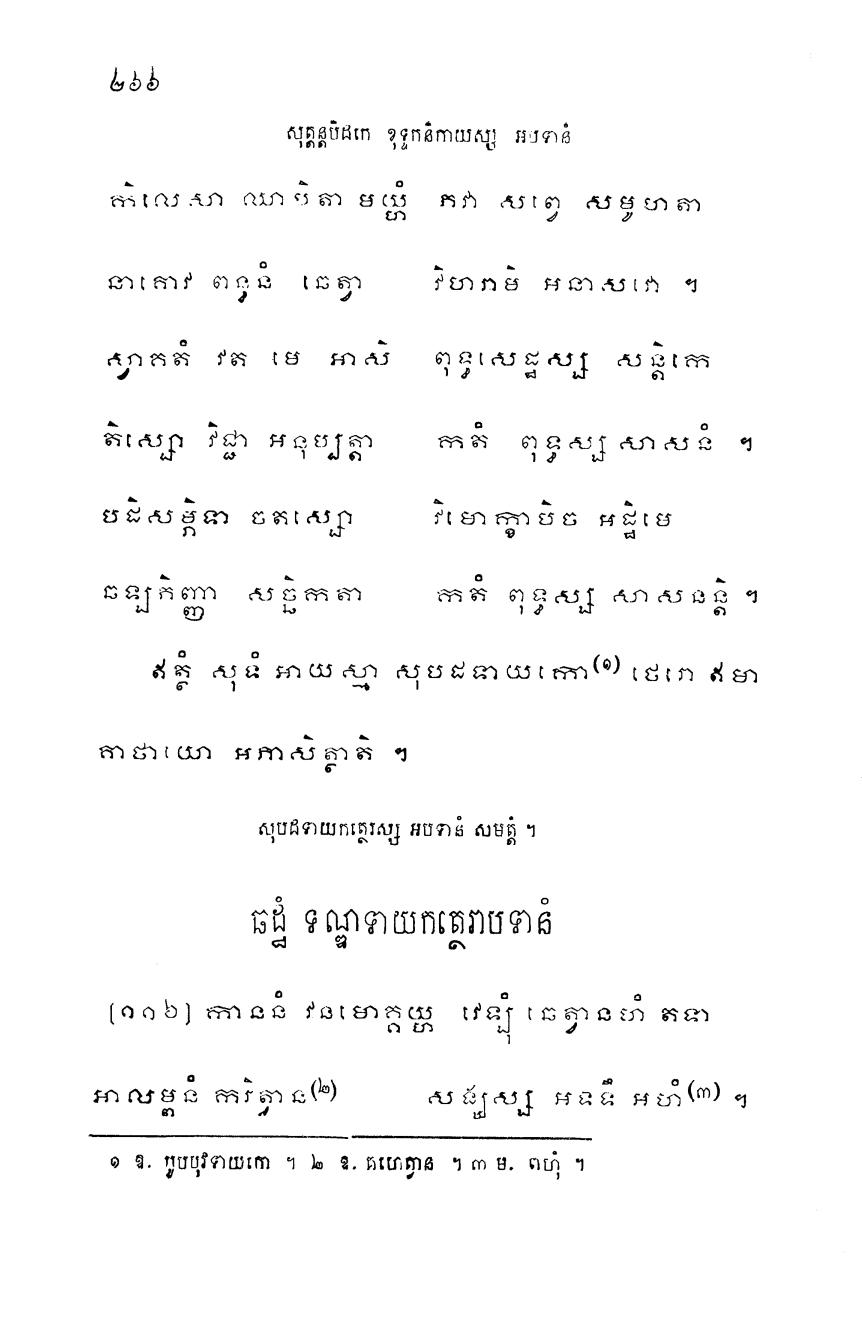 ២៦៦
សុត្តន្តបិដកេ ខុទ្ទកនិកាយស្ស អបទានំ
កិលេសា ឈាបិតា មយ្ហំ ភវា សព្វេ សមូហតា
នាគោវ ពន្ធនំ ឆេត្វា វិហរាមិ អនាសវោ ។
ស្វាគតំ វត មេ អាសិ ពុទ្ធសេដ្ឋស្ស សន្តិកេ
តិស្សោ វិជ្ជា អនុប្បត្តា កតំ ពុទ្ធស្ស សាសនំ ។
បដិសម្ភិទា ចតស្សោ វិមោក្ខាបិច អដ្ឋិមេ
ឆឡភិញ្ញា សច្ឆិកតា កតំ ពុទ្ធស្ស សាសនន្តិ ។
ឥត្ថំ សុទំ អាយស្មា សុបដទាយកោ(១) ថេរោ ឥមា
គាថាយោ អភាសិត្ថាតិ ។
សុបដទាយកត្ថេរស្ស អបទានំ សមត្តំ ។
ឆដ្ឋំ ទណ្ឌទាយកត្ថេរាបទានំ
[១១៦] កាននំ វនមោគ្គយ្ហ វេឡុំ ឆេត្វានហំ តទា
អាលម្ពនំ ករិត្វាន(២) សង្ឃស្ស អទទឹ អហំ(៣) ។
១ ឱ. បូបបុវទាយកោ ។ ២ ឱ. គហេត្វាន ។ ៣ ម. ពហុំ ។